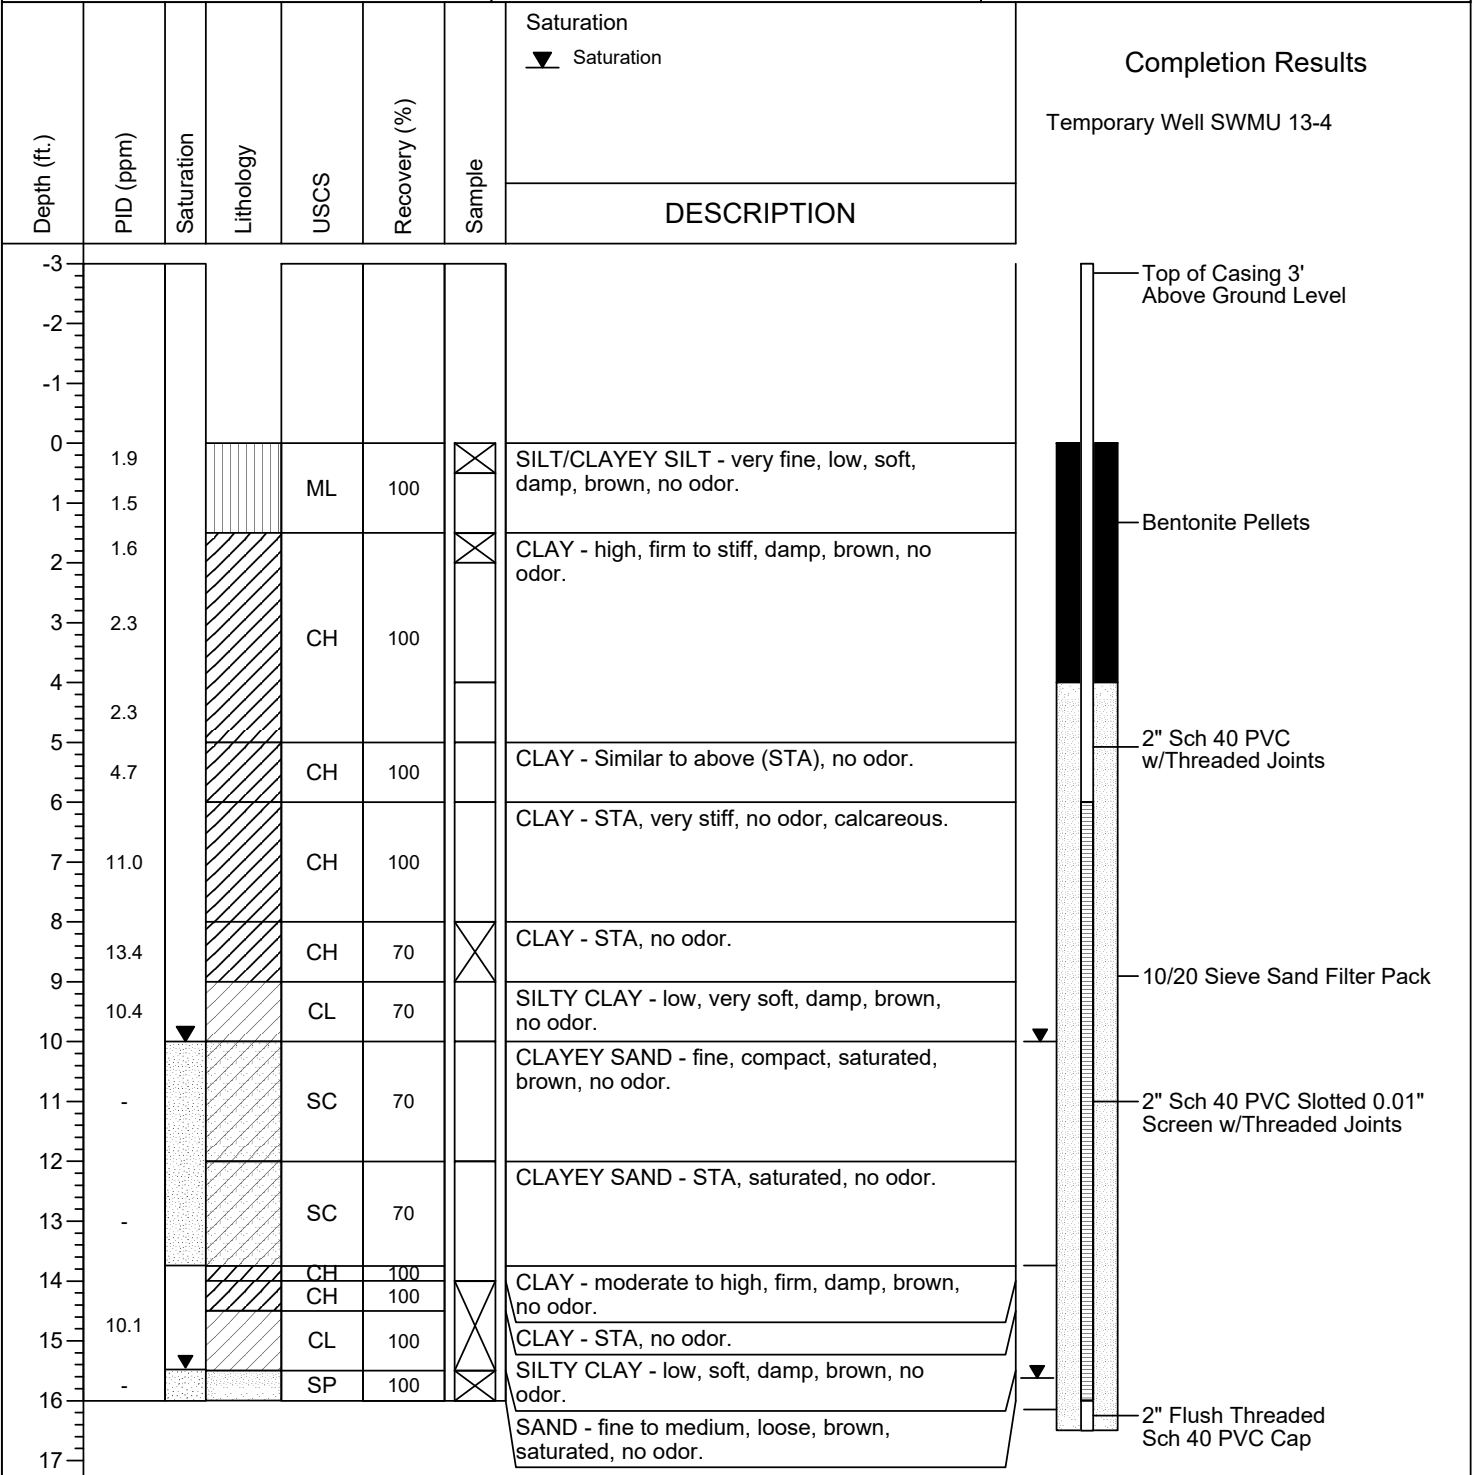 Saturation
Saturation
Completion Results
Temporary Well SWMU 13-4
Depth (ft.)
PID (ppm)
Saturation
Lithology
USCS
Recovery (%)
Sample
DESCRIPTION
-3
Top of Casing 3'
Above Ground Level
-2
-1
0
1.9
SILT/CLAYEY SILT - very fine, low, soft,
damp, brown, no odor.
ML 100
1 1.5
Bentonite Pellets
1.6
CLAY - high, firm to stiff, damp, brown, no
odor.
2
3 2.3
CH 100
4
2.3
5
2" Sch 40 PVC
w/Threaded Joints
4.7 CH 100
CLAY - Similar to above (STA), no odor.
6
CLAY - STA, very stiff, no odor, calcareous.
7 11.0 CH 100
8
13.4 CH 70
CLAY - STA, no odor.
10/20 Sieve Sand Filter Pack
9
10.4 CL 70
SILTY CLAY - low, very soft, damp, brown,
no odor.
10
CLAYEY SAND - fine, compact, saturated,
brown, no odor.
11 - SC 70
2" Sch 40 PVC Slotted 0.01"
Screen w/Threaded Joints
12
CLAYEY SAND - STA, saturated, no odor.
13 - SC 70
CH 100
14
CLAY - moderate to high, firm, damp, brown,
no odor.
CH 100
10.1
15 CL 100
CLAY - STA, no odor.
SILTY CLAY - low, soft, damp, brown, no
odor.
- SP 100
16
2" Flush Threaded
Sch 40 PVC Cap
SAND - fine to medium, loose, brown,
saturated, no odor.
17